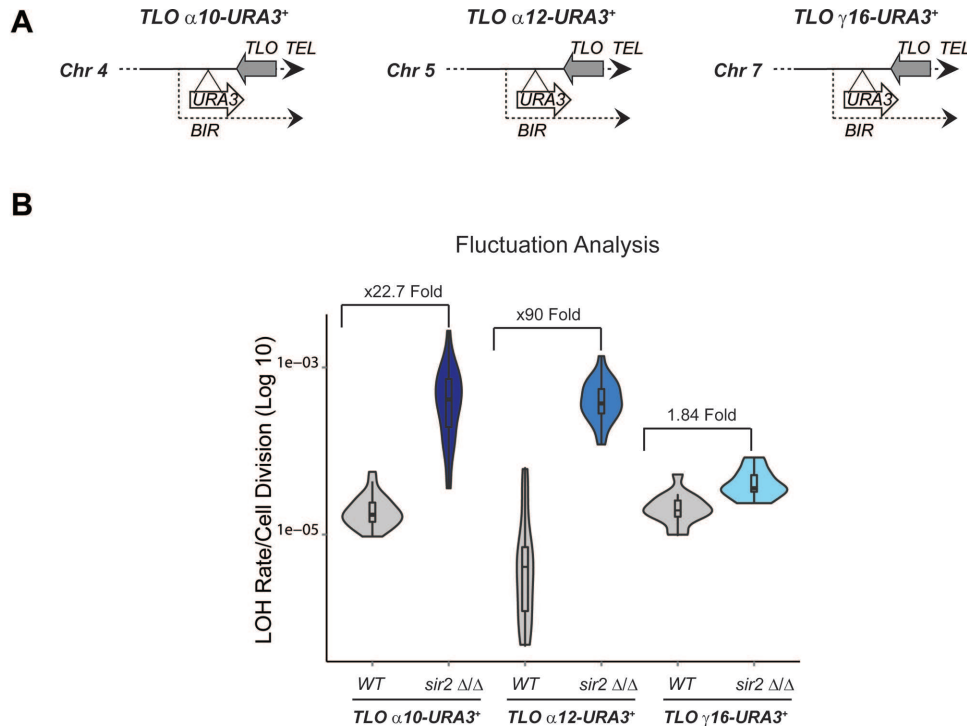 A
TLO α10-URA3⁺ TLO α12-URA3⁺ TLO γ16-URA3⁺
TLO TEL TLO TEL TLO TEL
Chr 4 Chr 5 Chr 7
URA3 URA3 URA3
BIR BIR BIR
B
Fluctuation Analysis
x22.7 Fold
x90 Fold
1e−03
1.84 Fold
1e−05
LOH Rate/Cell Division (Log 10)
WT sir2 Δ/Δ WT sir2 Δ/Δ WT sir2 Δ/Δ
TLO α10-URA3⁺ TLO α12-URA3⁺ TLO γ16-URA3⁺